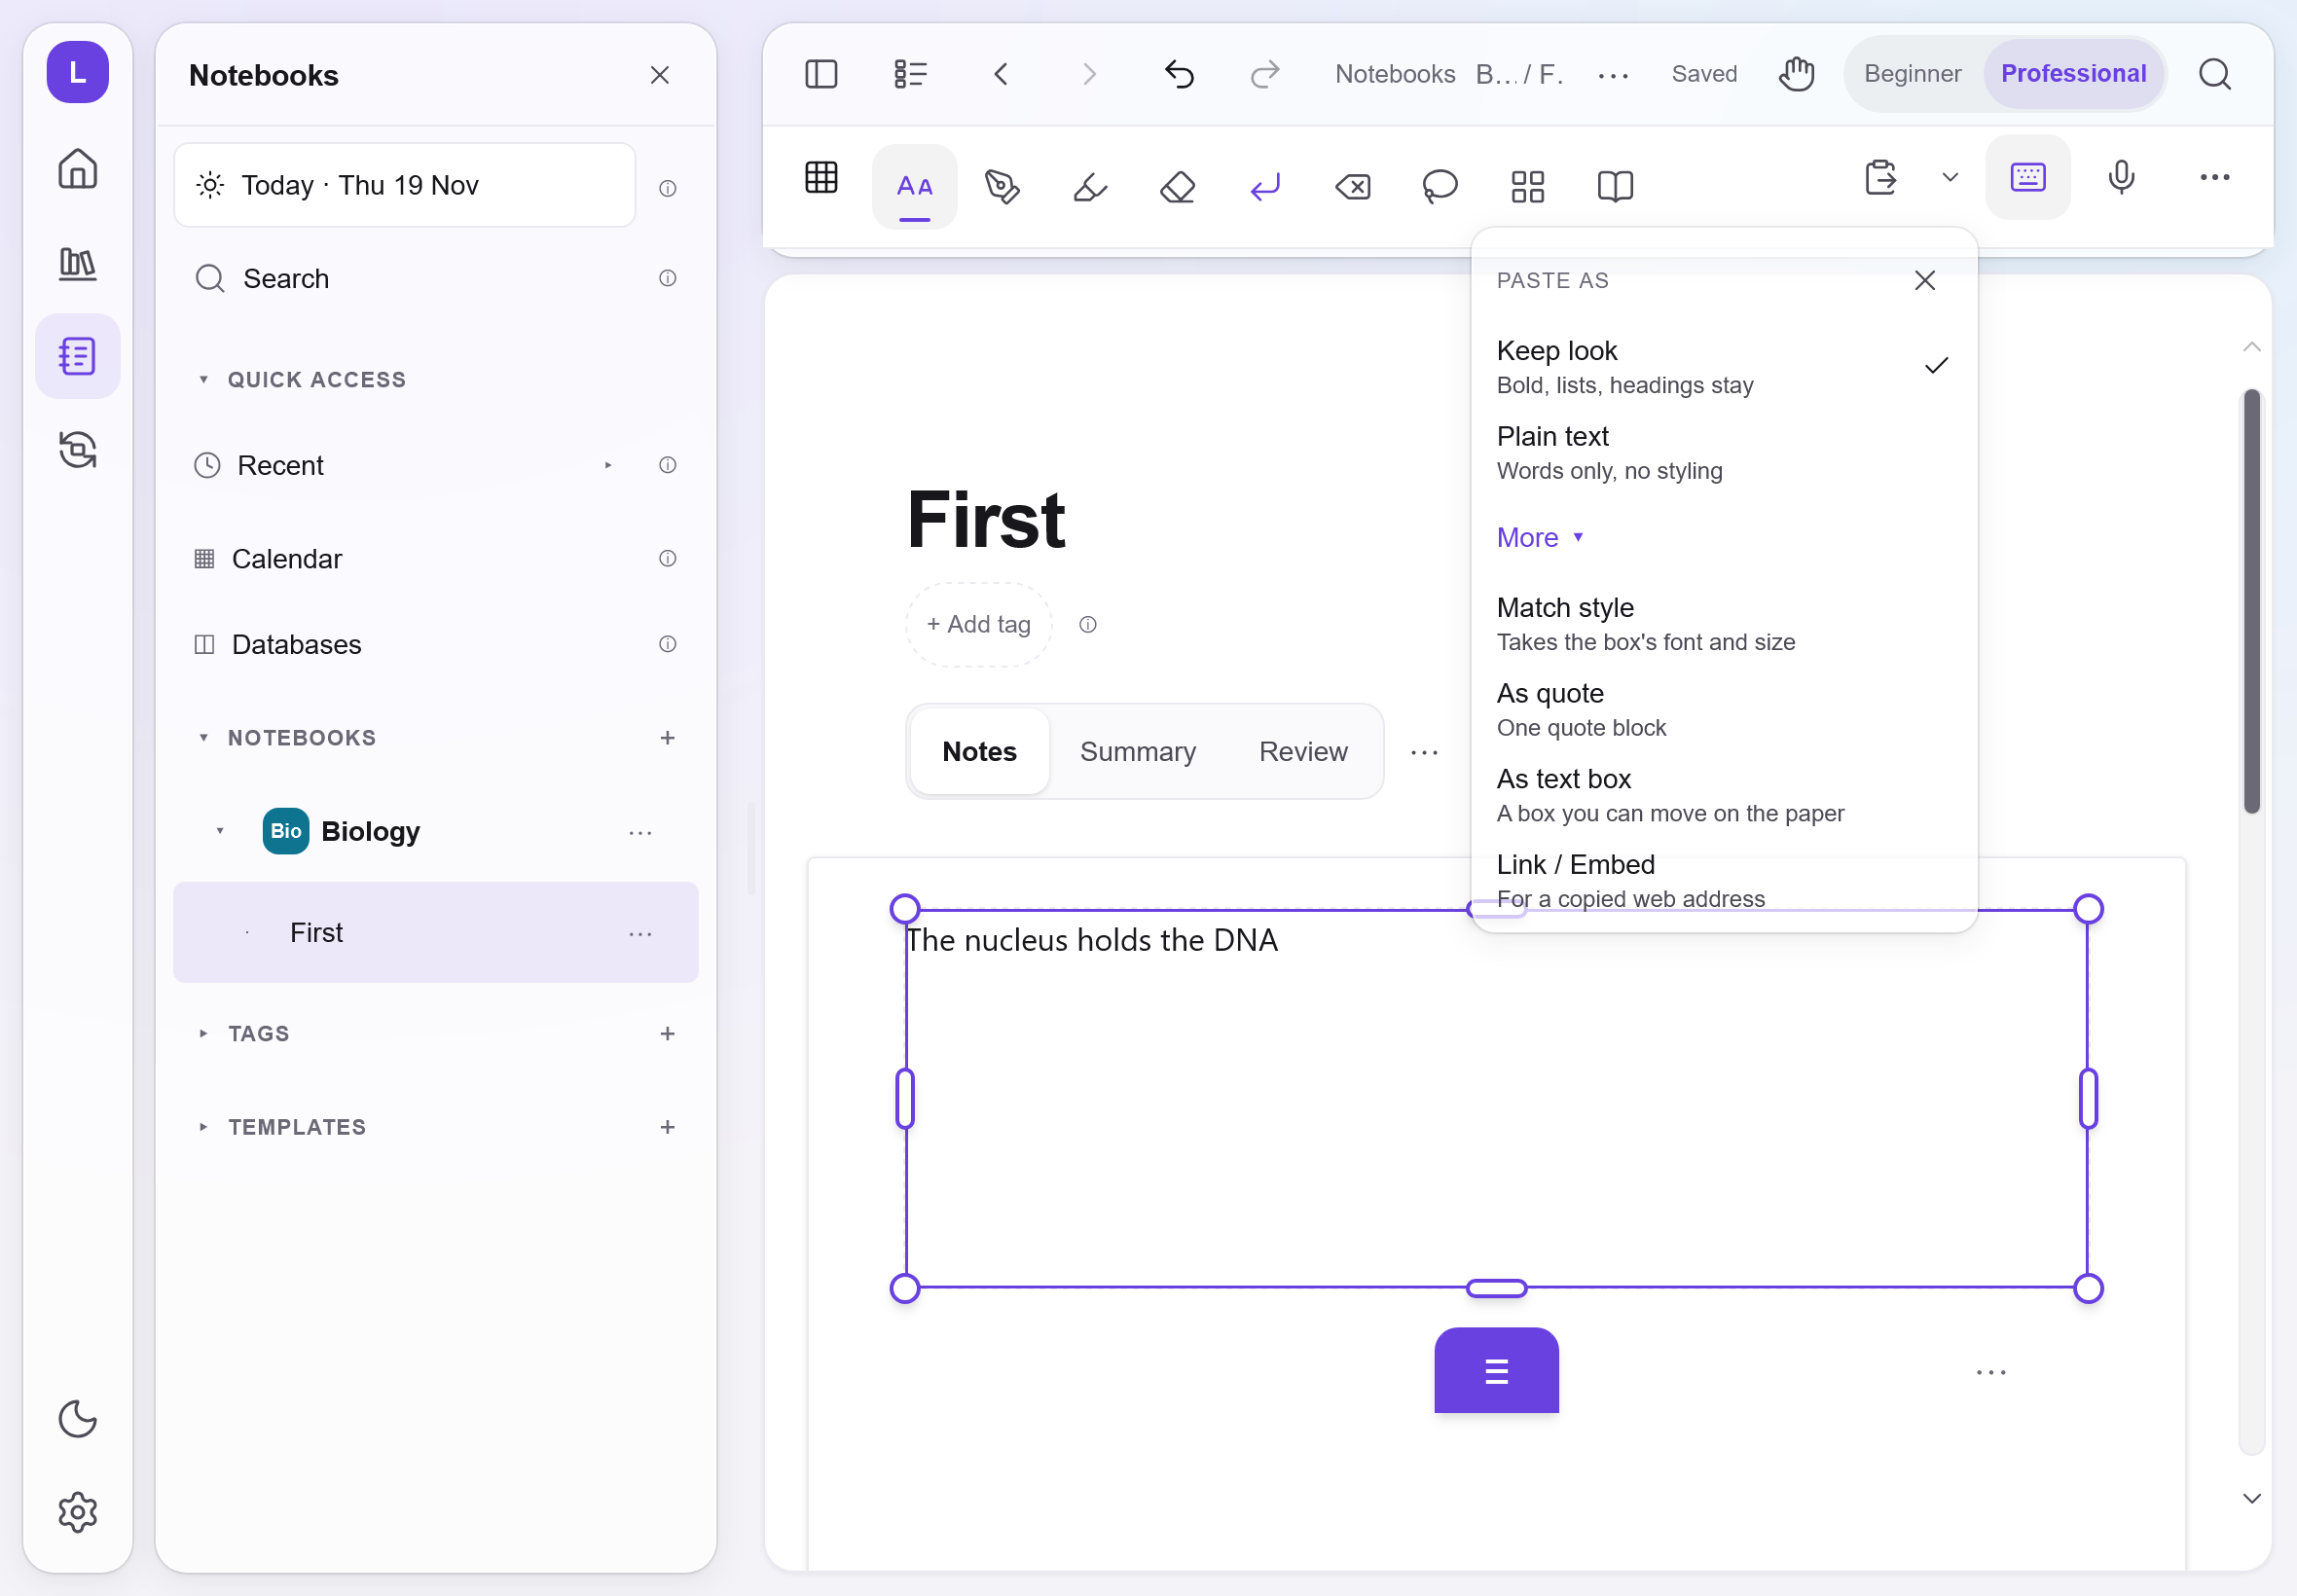 L
Notebooks
Today · Thu 19 Nov
Search
QUICK ACCESS
Recent
Calendar
Databases
NOTEBOOKS
Bio Biology
First
TAGS
TEMPLATES
Notebooks B... / F.
Saved
Beginner Professional
AA
PASTE AS
Keep look
Bold, lists, headings stay
Plain text
Words only, no styling
More
Match style
Takes the box's font and size
As quote
One quote block
As text box
A box you can move on the paper
Link / Embed
For a copied web address
First
+ Add tag
Notes Summary Review
The nucleus holds the DNA